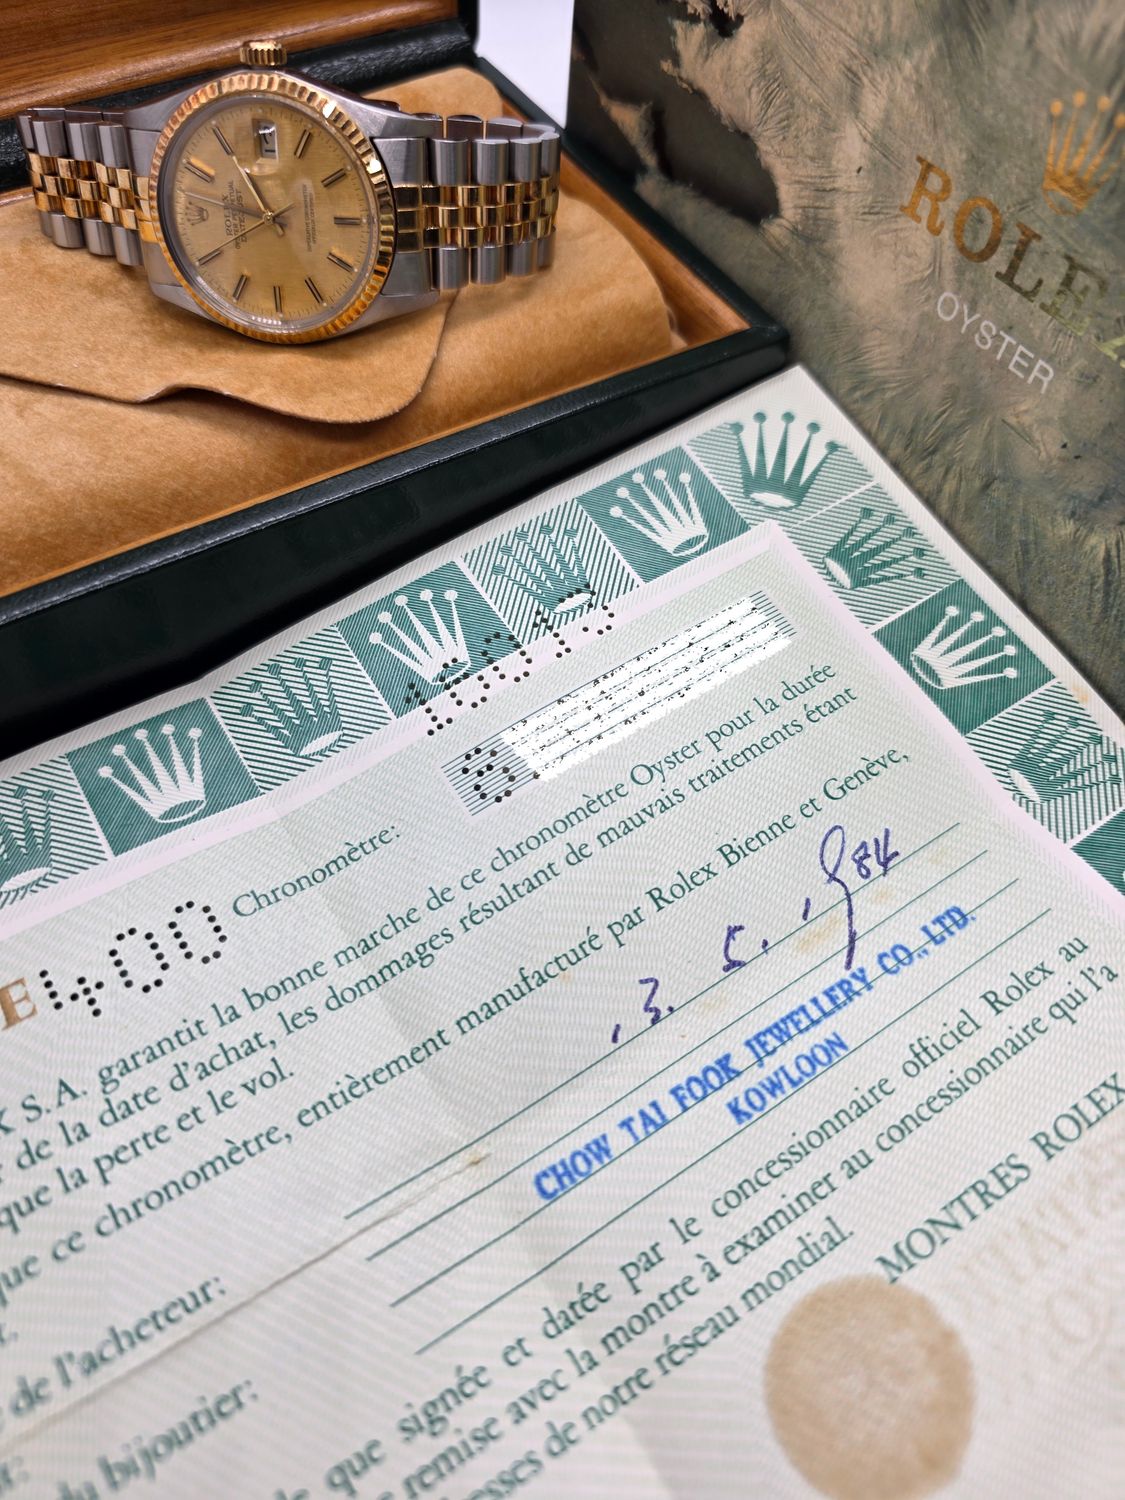 ROLEX
OYSTER PERPETUAL
DATEJUST
SUPERLATIVE CHRONOMETER
OFFICIALLY CERTIFIED
ROLEX
OYSTER
16013
8
E 400 Chronomètre:
S.A. garantit la bonne marche de ce chronomètre Oyster pour la durée
de la date d'achat, les dommages résultant de mauvais traitements étant
que la perte et le vol.
que ce chronomètre, entièrement manufacturé par Rolex Bienne et Genève,
3. 5. 1984
de l'acheteur:
CHOW TAI FOOK JEWELLERY CO., LTD.
KOWLOON
du bijoutier:
que signée et datée par le concessionnaire officiel Rolex au
remise avec la montre à examiner au concessionnaire qui l'a
de notre réseau mondial.
MONTRES ROLEX